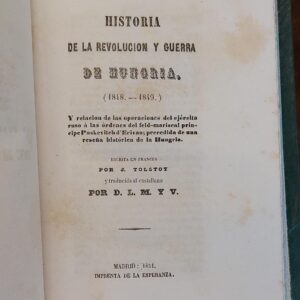 HISTORIA
DE LA REVOLUCION Y GUERRA
DE HUNGRIA,
(1848.—1849.)
Y relacion de las operaciones del ejército
ruso á las órdenes del feld-mariscal prín-
cipe Paskevitch d'Erivan; precedida de una
reseña histórica de la Hungría.
ESCRITA EN FRANCES
POR J. TOLSTOY
y traducida al castellano
POR D. L. M. Y V.
MADRID: 1851.
IMPRENTA DE LA ESPERANZA.